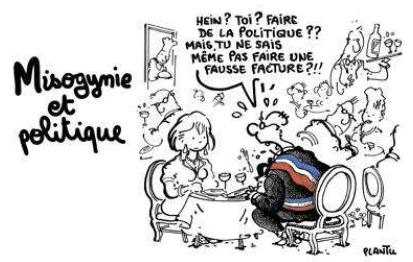 Misogynie
et
politique
HEIN ? TOI ? FAIRE
DE LA POLITIQUE ??
MAIS, TU NE SAIS
MÊME PAS FAIRE UNE
FAUSSE FACTURE ?!!
PLANTU